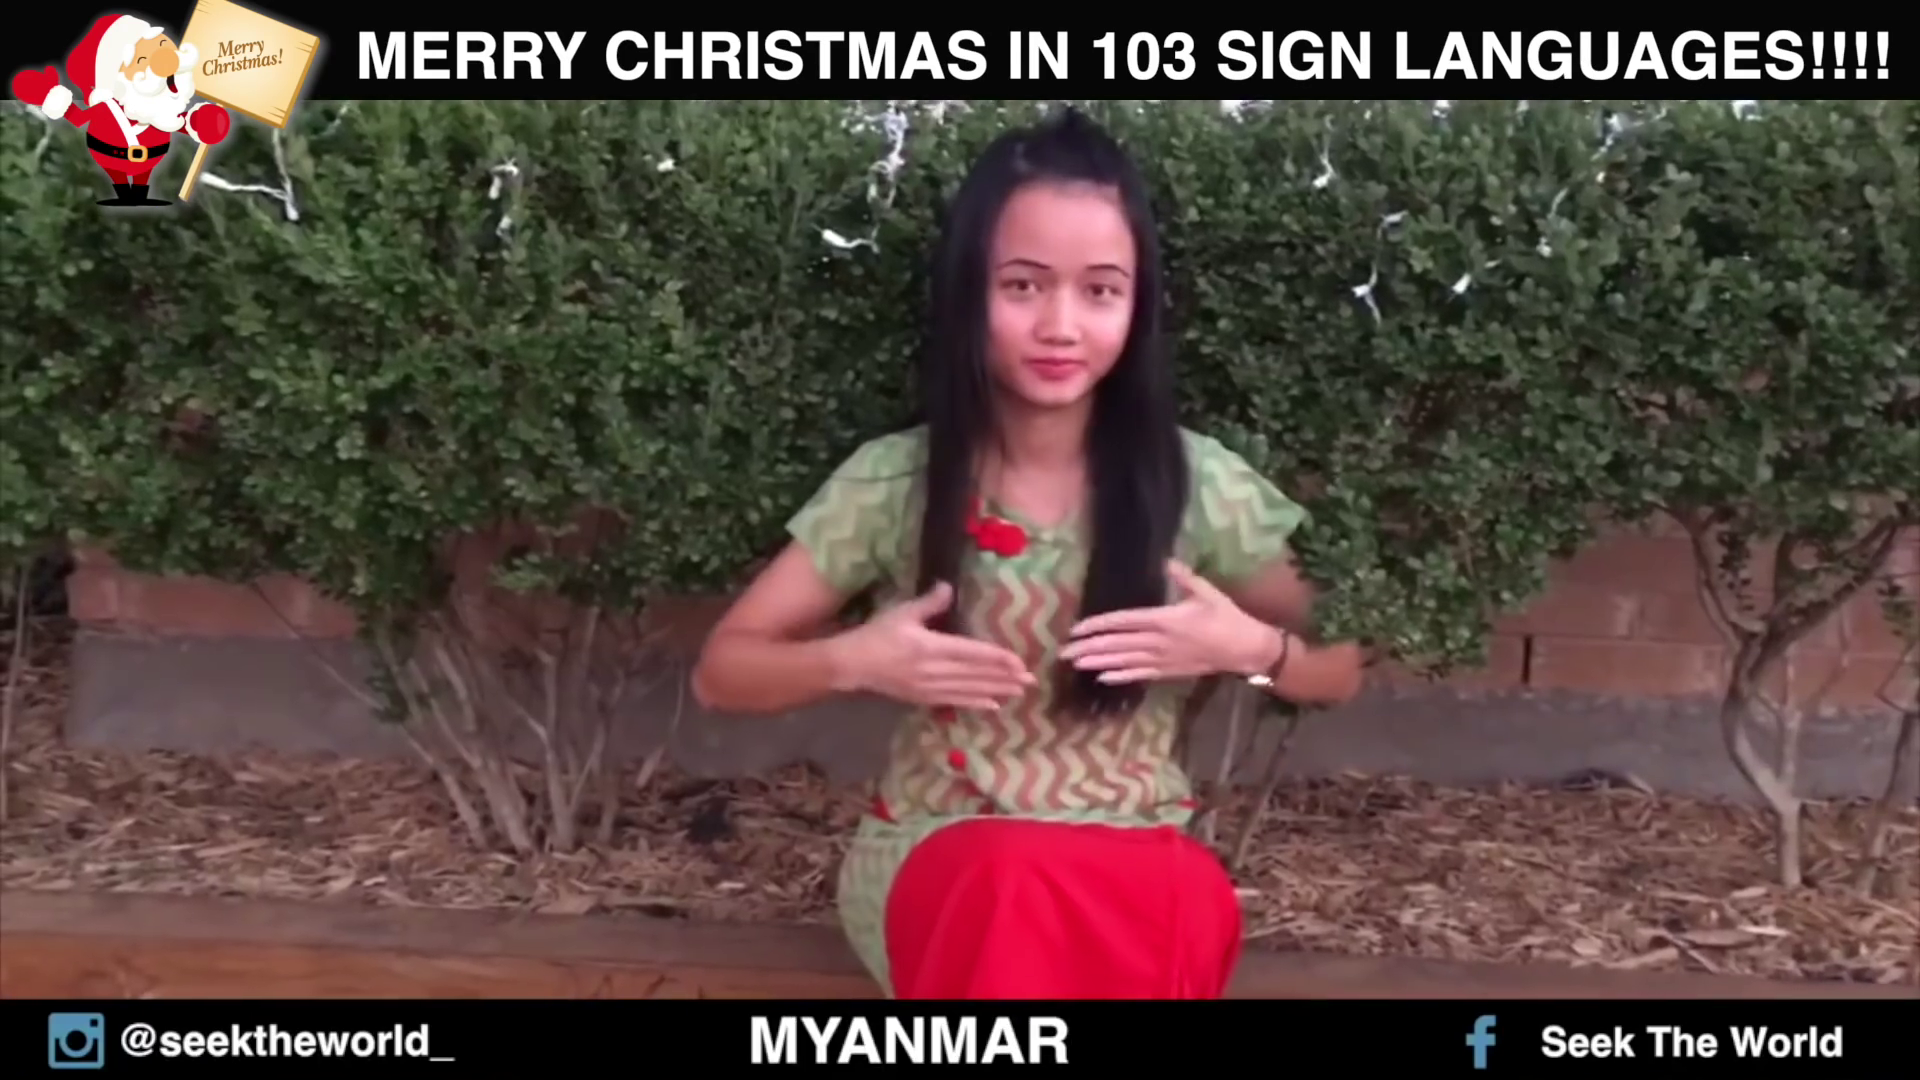 Merry
Christmas!
MERRY CHRISTMAS IN 103 SIGN LANGUAGES!!!!
@seektheworld_
MYANMAR
Seek The World